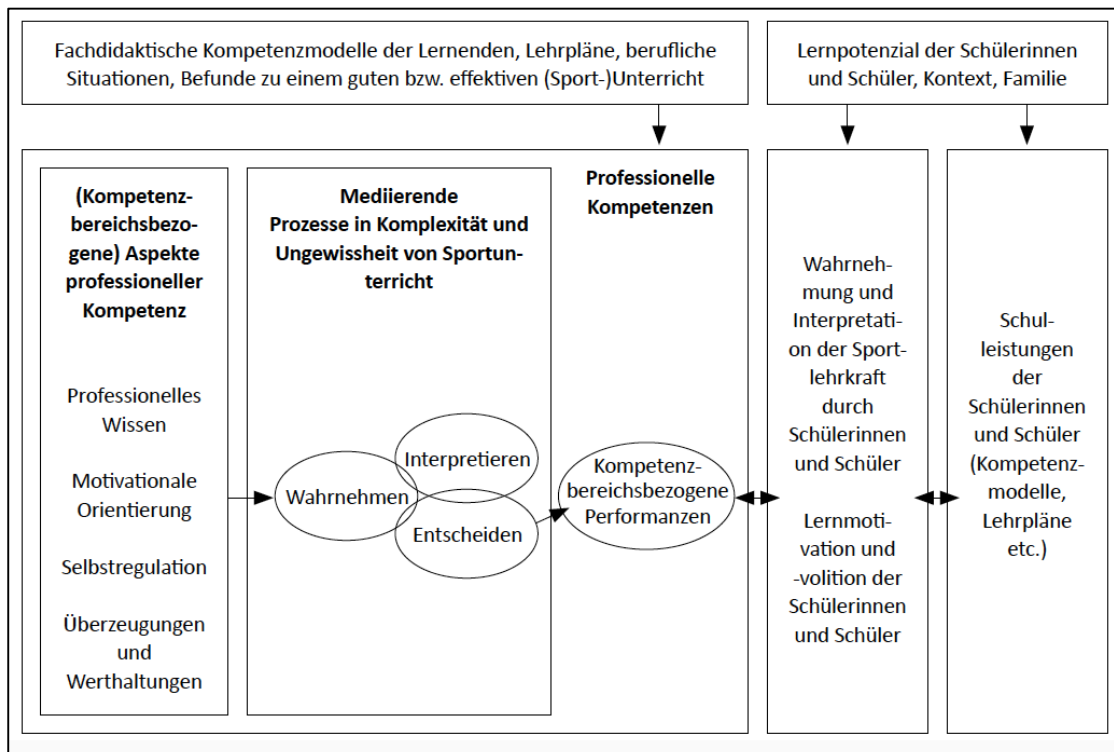 Fachdidaktische Kompetenzmodelle der Lernenden, Lehrpläne, berufliche
Situationen, Befunde zu einem guten bzw. effektiven (Sport-)Unterricht
Lernpotenzial der Schülerinnen
und Schüler, Kontext, Familie
(Kompetenz-
bereichsbezo-
gene) Aspekte
professioneller
Kompetenz
Professionelles
Wissen
Motivationale
Orientierung
Selbstregulation
Überzeugungen
und
Werthaltungen
Mediierende
Prozesse in Komplexität und
Ungewissheit von Sportun-
terricht
Wahrnehmen
Interpretieren
Entscheiden
Professionelle
Kompetenzen
Kompetenz-
bereichsbezogene
Performanzen
Wahrneh-
mung und
Interpretati-
on der Sport-
lehrkraft
durch
Schülerinnen
und Schüler
Lernmoti-
vation und
-volition der
Schülerinnen
und Schüler
Schul-
leistungen
der
Schülerinnen
und Schüler
(Kompetenz-
modelle,
Lehrpläne
etc.)